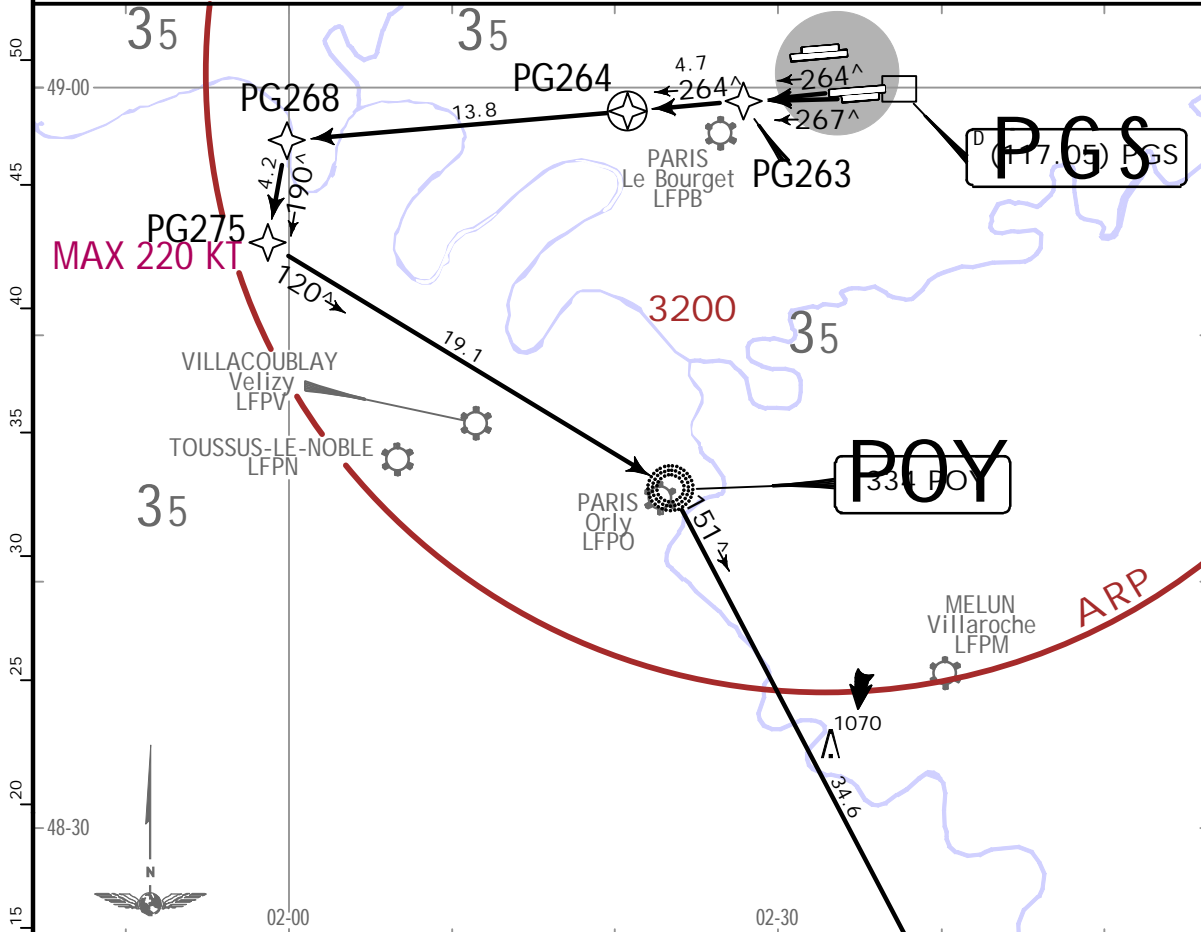 35
35
50
49-00
PG264
4.7
264^
264^
267^
PG268
13.8
PARIS
Le Bourget
LFPB
PG263
D (117.05) PGS
PGS
45
4.2
190^
PG275
MAX 220 KT
120^
40
3200
35
19.1
VILLACOUBLAY
Velizy
LFPV
35
TOUSSUS-LE-NOBLE
LFPN
334 POY
POY
35
PARIS
Orly
LFPO
151^
30
ARP
MELUN
Villaroche
LFPM
25
1070
34.6
20
48-30
N
15
02-00
02-30